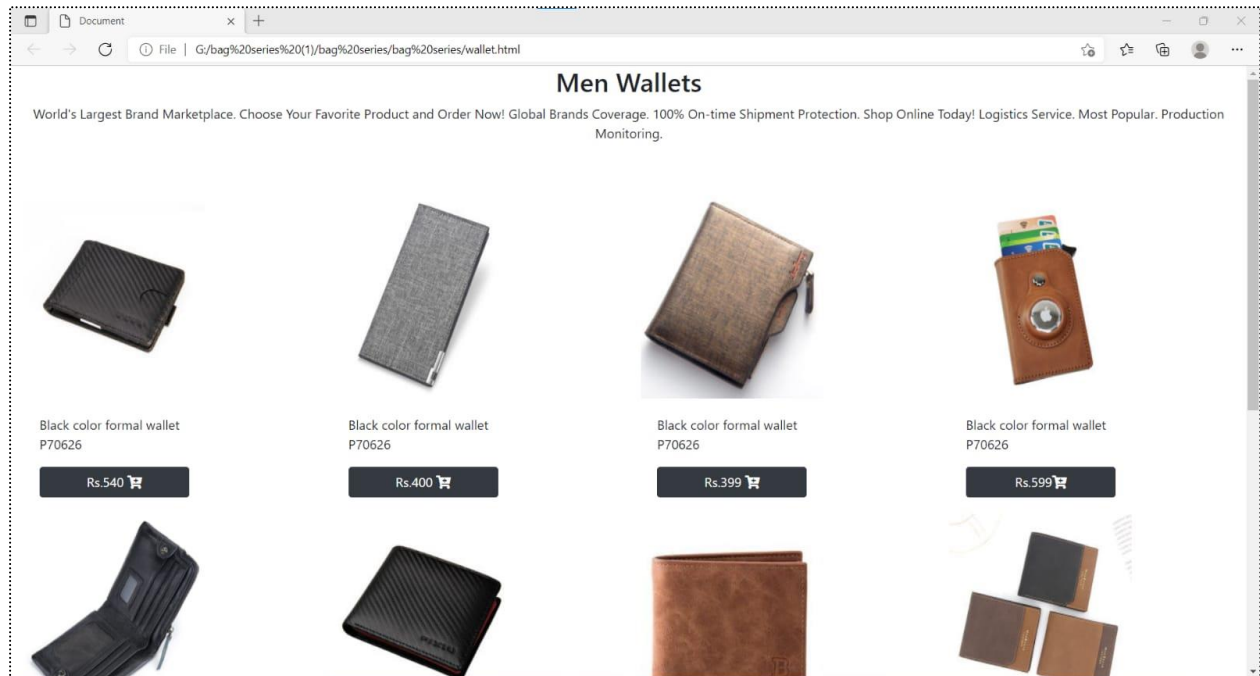 Document
File | G:/bag%20series%20(1)/bag%20series/bag%20series/wallet.html
Men Wallets
World's Largest Brand Marketplace. Choose Your Favorite Product and Order Now! Global Brands Coverage. 100% On-time Shipment Protection. Shop Online Today! Logistics Service. Most Popular. Production
Monitoring.
Black color formal wallet Black color formal wallet Black color formal wallet Black color formal wallet
P70626 P70626 P70626 P70626
Rs.540 Rs.400 Rs.399 Rs.599